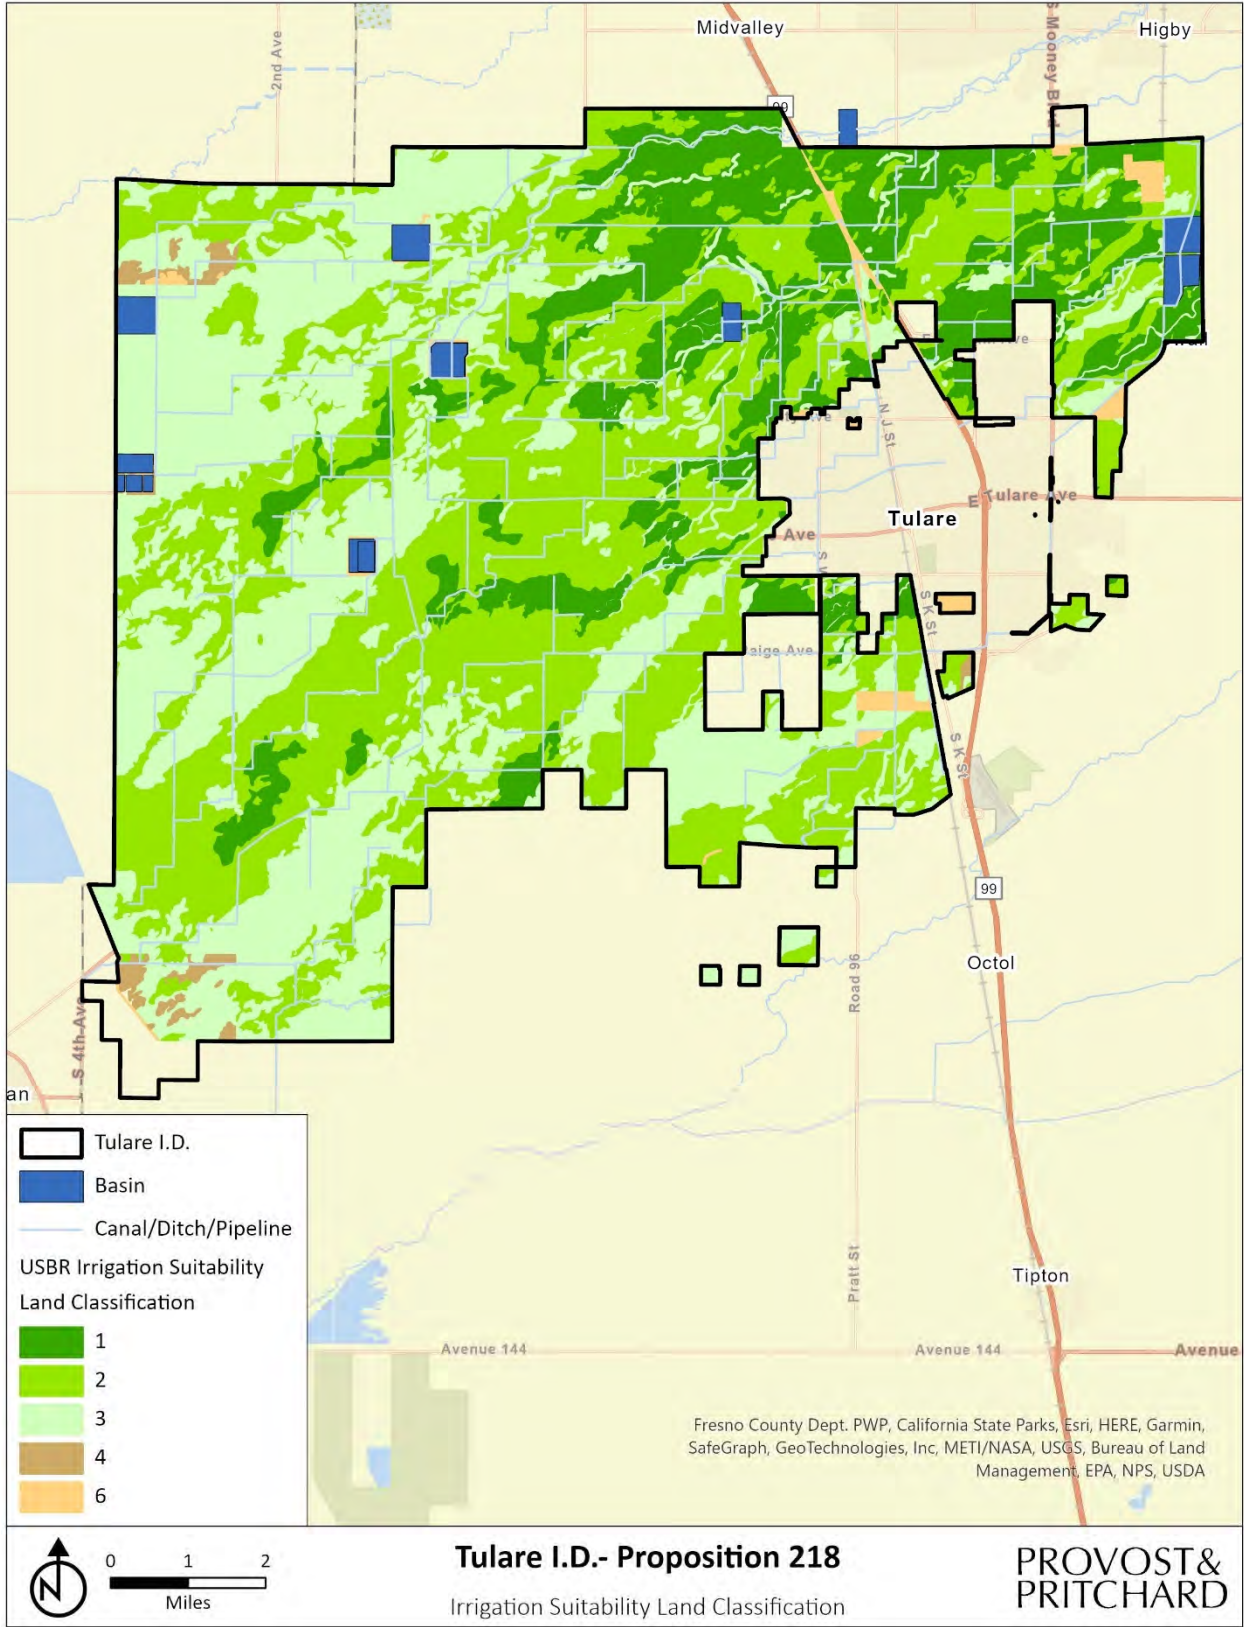 Midvalley
Higby
2nd Ave
S Mooney Blvd
99
N J St
E Tulare Ave
Tulare
Ave
S K St
aige Ave
S K St
99
Octol
Road 96
S 4th Ave
an
Tulare I.D.
Basin
Canal/Ditch/Pipeline
USBR Irrigation Suitability
Land Classification
1
2
3
4
6
Pratt St
Tipton
Avenue 144
Avenue 144
Avenue
Fresno County Dept. PWP, California State Parks, Esri, HERE, Garmin,
SafeGraph, GeoTechnologies, Inc, METI/NASA, USGS, Bureau of Land
Management, EPA, NPS, USDA
N
0 1 2
Miles
Tulare I.D.- Proposition 218
Irrigation Suitability Land Classification
PROVOST&
PRITCHARD